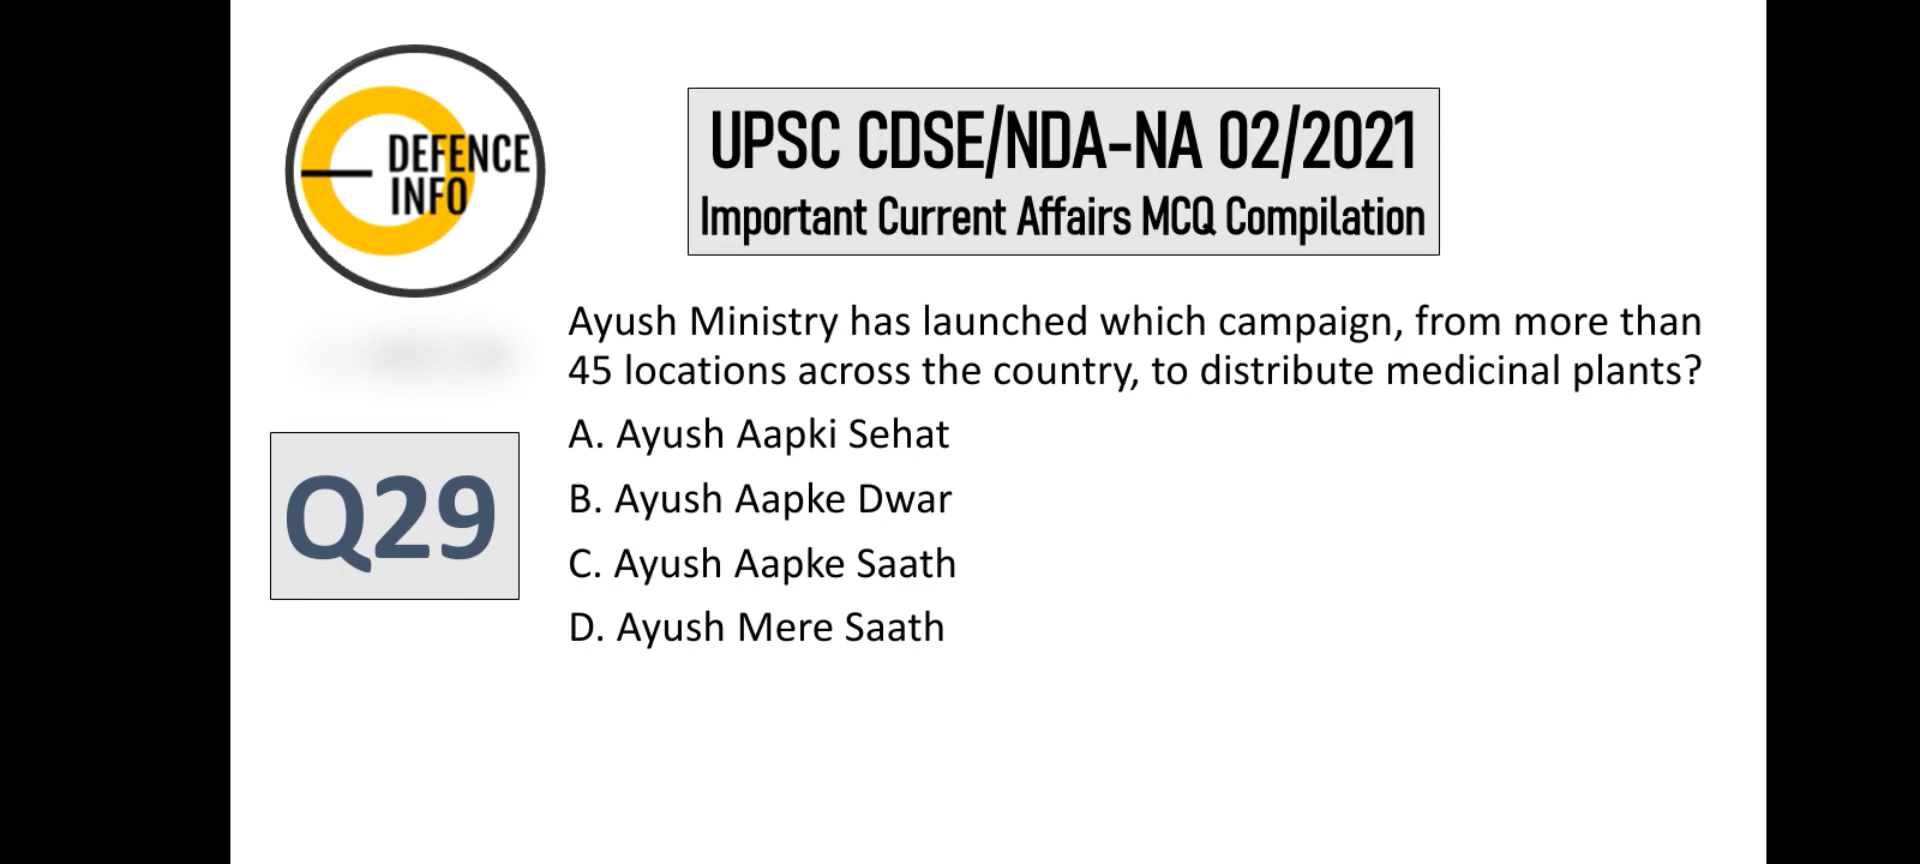 DEFENCE
INFO
UPSC CDSE/NDA-NA 02/2021
Important Current Affairs MCQ Compilation
Q29
Ayush Ministry has launched which campaign, from more than
45 locations across the country, to distribute medicinal plants?
A. Ayush Aapki Sehat
B. Ayush Aapke Dwar
C. Ayush Aapke Saath
D. Ayush Mere Saath